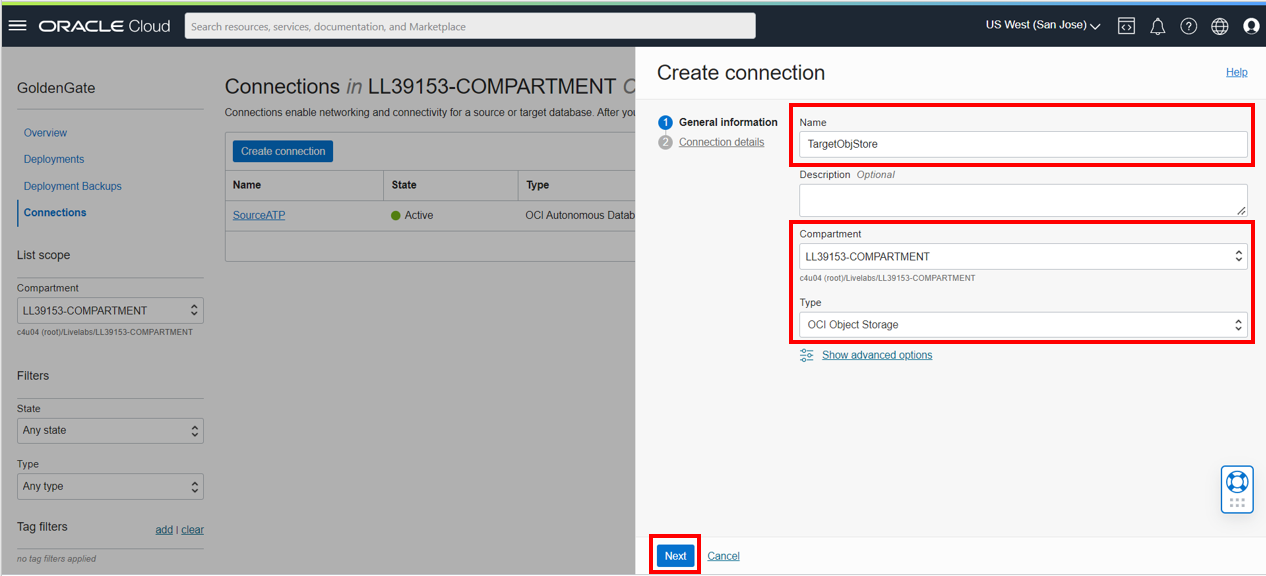 ORACLE Cloud
Search resources, services, documentation, and Marketplace
US West (San Jose)
GoldenGate
Overview
Deployments
Deployment Backups
Connections
List scope
Compartment
LL39153-COMPARTMENT
c4u04 (root)/Livelabs/LL39153-COMPARTMENT
Filters
State
Any state
Type
Any type
Tag filters
add | clear
no tag filters applied
Connections in LL39153-COMPARTMENT C
Connections enable networking and connectivity for a source or target database. After you
Create connection
Name State Type
SourceATP Active OCI Autonomous Datab
Create connection
Help
1 General information
2 Connection details
Name
TargetObjStore
Description Optional
Compartment
LL39153-COMPARTMENT
c4u04 (root)/Livelabs/LL39153-COMPARTMENT
Type
OCI Object Storage
Show advanced options
Next Cancel